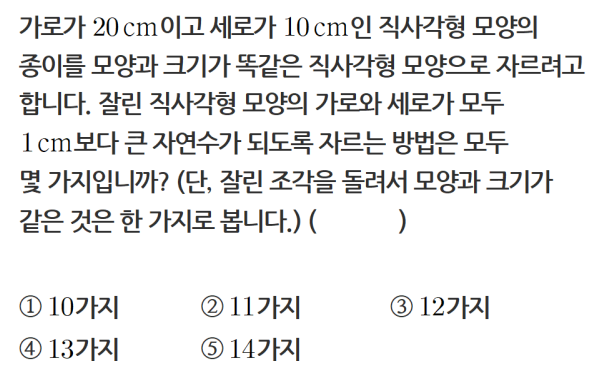 가로가 20 cm이고 세로가 10 cm인 직사각형 모양의
종이를 모양과 크기가 똑같은 직사각형 모양으로 자르려고
합니다. 잘린 직사각형 모양의 가로와 세로가 모두
1 cm보다 큰 자연수가 되도록 자르는 방법은 모두
몇 가지입니까? (단, 잘린 조각을 돌려서 모양과 크기가
같은 것은 한 가지로 봅니다.) (        )
① 10가지 ② 11가지 ③ 12가지
④ 13가지 ⑤ 14가지